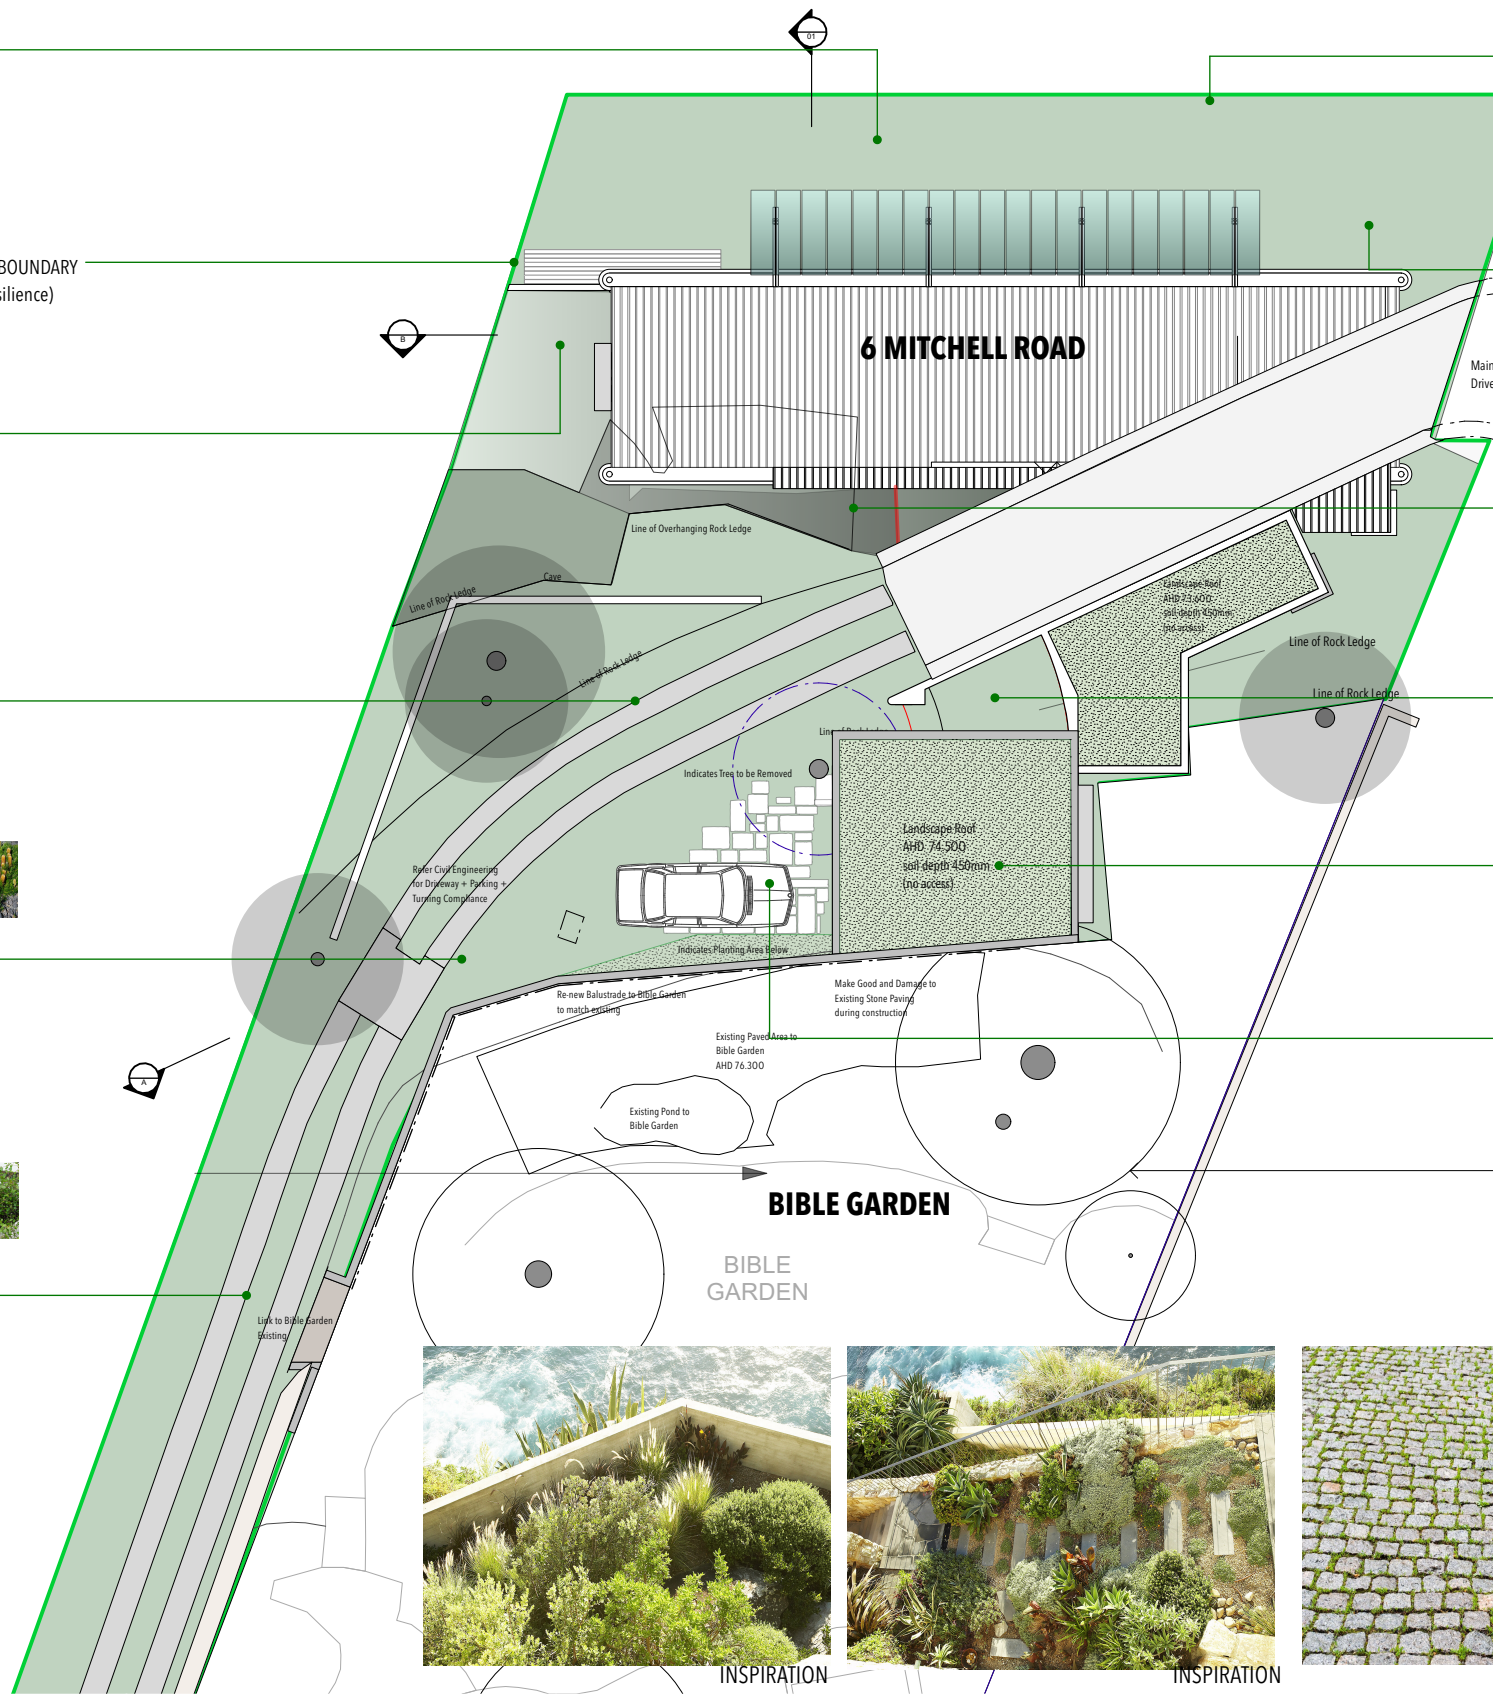 01
BOUNDARY
silience)
B
6 MITCHELL ROAD
Main
Drive
Line of Overhanging Rock Ledge
Cave
Line of Rock Ledge
Landscape Roof
AHD 73.600
soil depth 450mm
(no access)
Line of Rock Ledge
Line of Rock Ledge
Line of Rock Ledge
Line of Rock Ledge
Indicates Tree to be Removed
Landscape Roof
AHD 74.500
soil depth 450mm
(no access)
Refer Civil Engineering
for Driveway + Parking +
Turning Compliance
Indicates Planting Area Below
Re-new Balustrade to Bible Garden
to match existing
Make Good and Damage to
Existing Stone Paving
during construction
Existing Paved Area to
Bible Garden
AHD 76.300
A
Existing Pond to
Bible Garden
BIBLE GARDEN
BIBLE
GARDEN
Link to Bible Garden
Existing
INSPIRATION
INSPIRATION